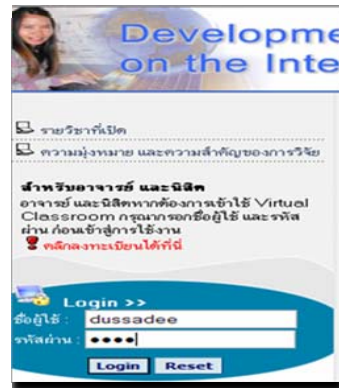 Developme
on the Inte
รายวิชาที่เปิด
ความมุ่งหมาย และความสำคัญของการวิจัย
สำหรับอาจารย์ และนิสิต
อาจารย์ และนิสิตหากต้องการเข้าใช้ Virtual
Classroom กรุณากรอกชื่อผู้ใช้ และรหัส
ผ่าน ก่อนเข้าสู่การใช้งาน
คลิกลงทะเบียนได้ที่นี่
Login >>
ชื่อผู้ใช้ : dussadee
รหัสผ่าน : ●●●●
Login Reset